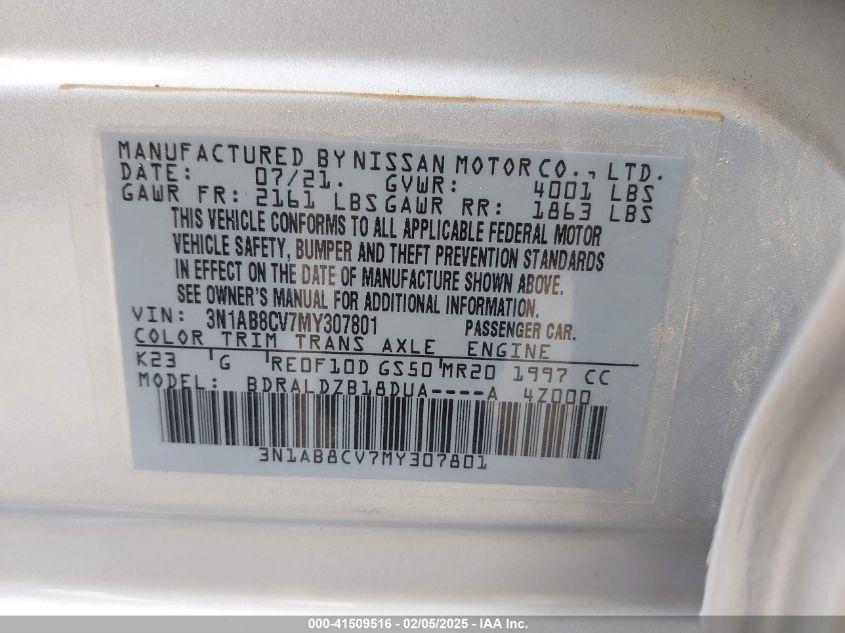 MANUFACTURED BY NISSAN MOTOR CO., LTD.
DATE: 07/21. GVWR: 4001 LBS
GAWR FR: 2161 LBS GAWR RR: 1863 LBS
THIS VEHICLE CONFORMS TO ALL APPLICABLE FEDERAL MOTOR
VEHICLE SAFETY, BUMPER AND THEFT PREVENTION STANDARDS
IN EFFECT ON THE DATE OF MANUFACTURE SHOWN ABOVE.
SEE OWNER'S MANUAL FOR ADDITIONAL INFORMATION.
VIN: 3N1AB8CV7MY307801 PASSENGER CAR.
COLOR TRIM TRANS AXLE ENGINE
K23 G RE0F10D GS50 MR20 1997 CC
MODEL: BDRALDZB18DUA----A 4Z000
3N1AB8CV7MY307801
000-41509516 - 02/05/2025 - IAA Inc.